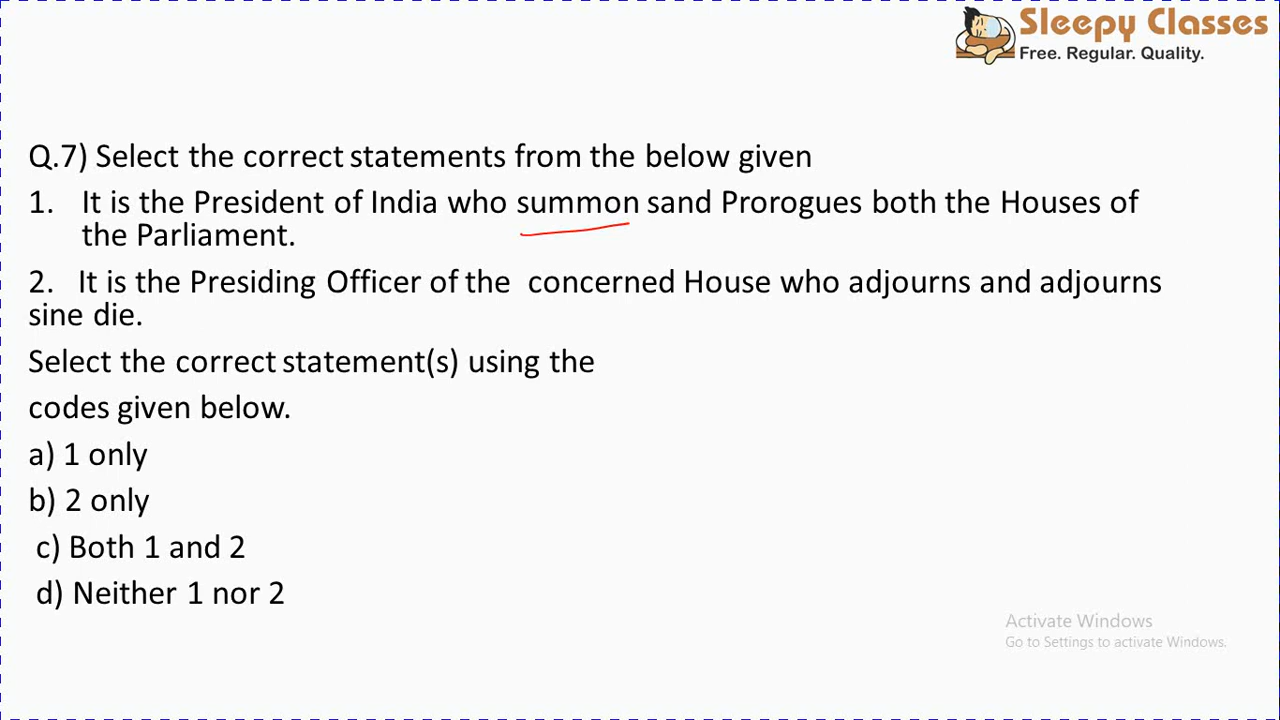 Sleepy Classes
Free. Regular. Quality.
Q.7) Select the correct statements from the below given
1. It is the President of India who summon sand Prorogues both the Houses of
the Parliament.
2. It is the Presiding Officer of the concerned House who adjourns and adjourns
sine die.
Select the correct statement(s) using the
codes given below.
a) 1 only
b) 2 only
c) Both 1 and 2
d) Neither 1 nor 2
Activate Windows
Go to Settings to activate Windows.